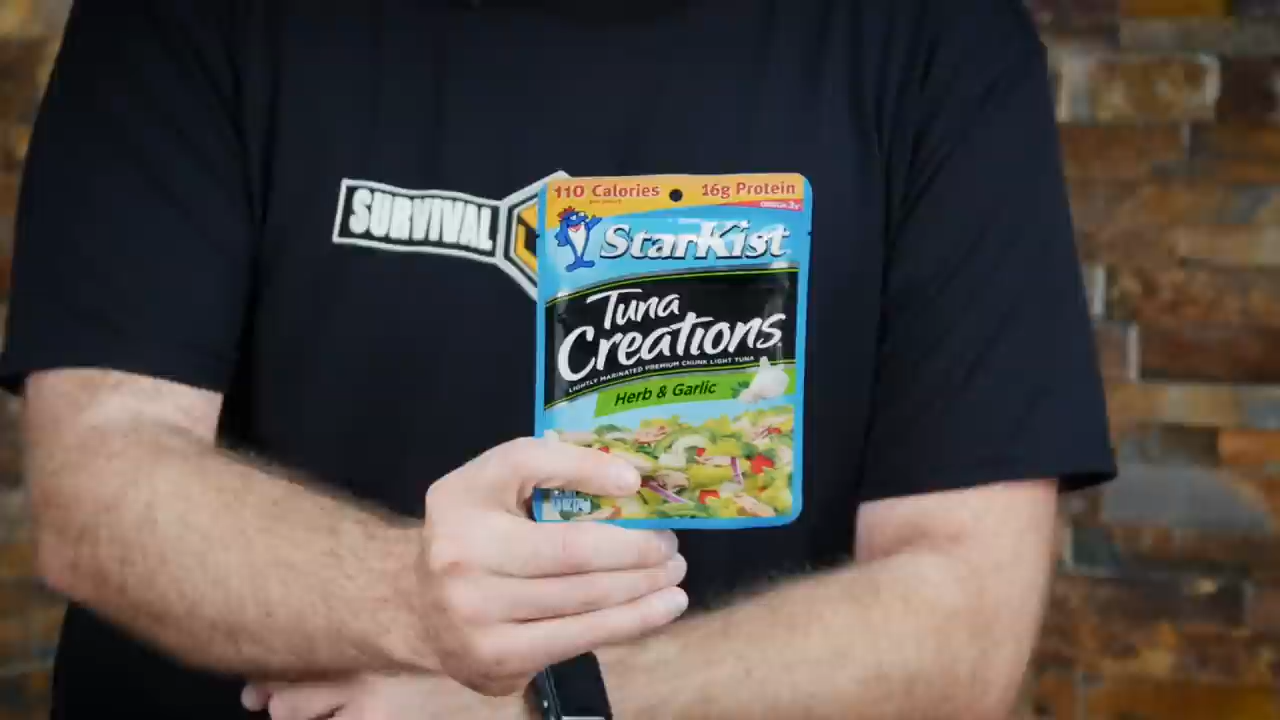 SURVIVAL
110 Calories
16g Protein
StarKist
Tuna
Creations
LIGHTLY MARINATED PREMIUM CHUNK LIGHT TUNA
Herb & Garlic